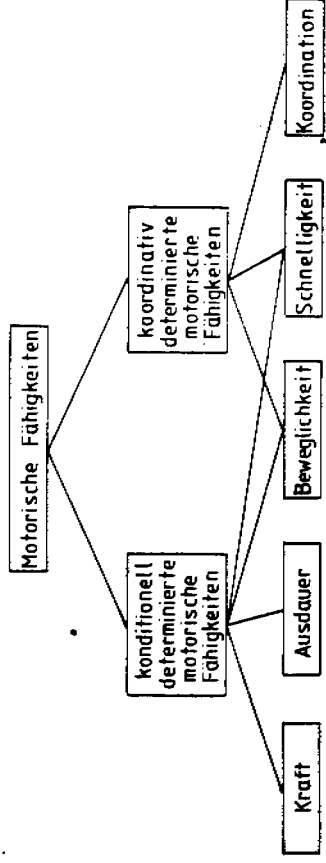 Motorische Fähigkeiten
konditionell
determinierte
motorische
Fähigkeiten
koordinativ
determinierte
motorische
Fähigkeiten
Kraft
Ausdauer
Beweglichkeit
Schnelligkeit
Koordination